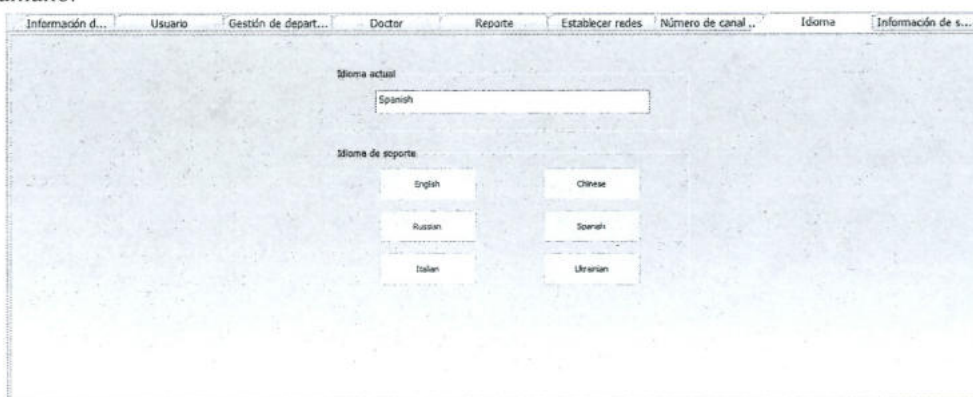 Información d... Usuario Gestión de depart... Doctor Reporte Establecer redes Número de canal .. Idioma Información de s...
Idioma actual
Spanish
Idioma de soporte
English Chinese
Russian Spanish
Italian Ukrainian